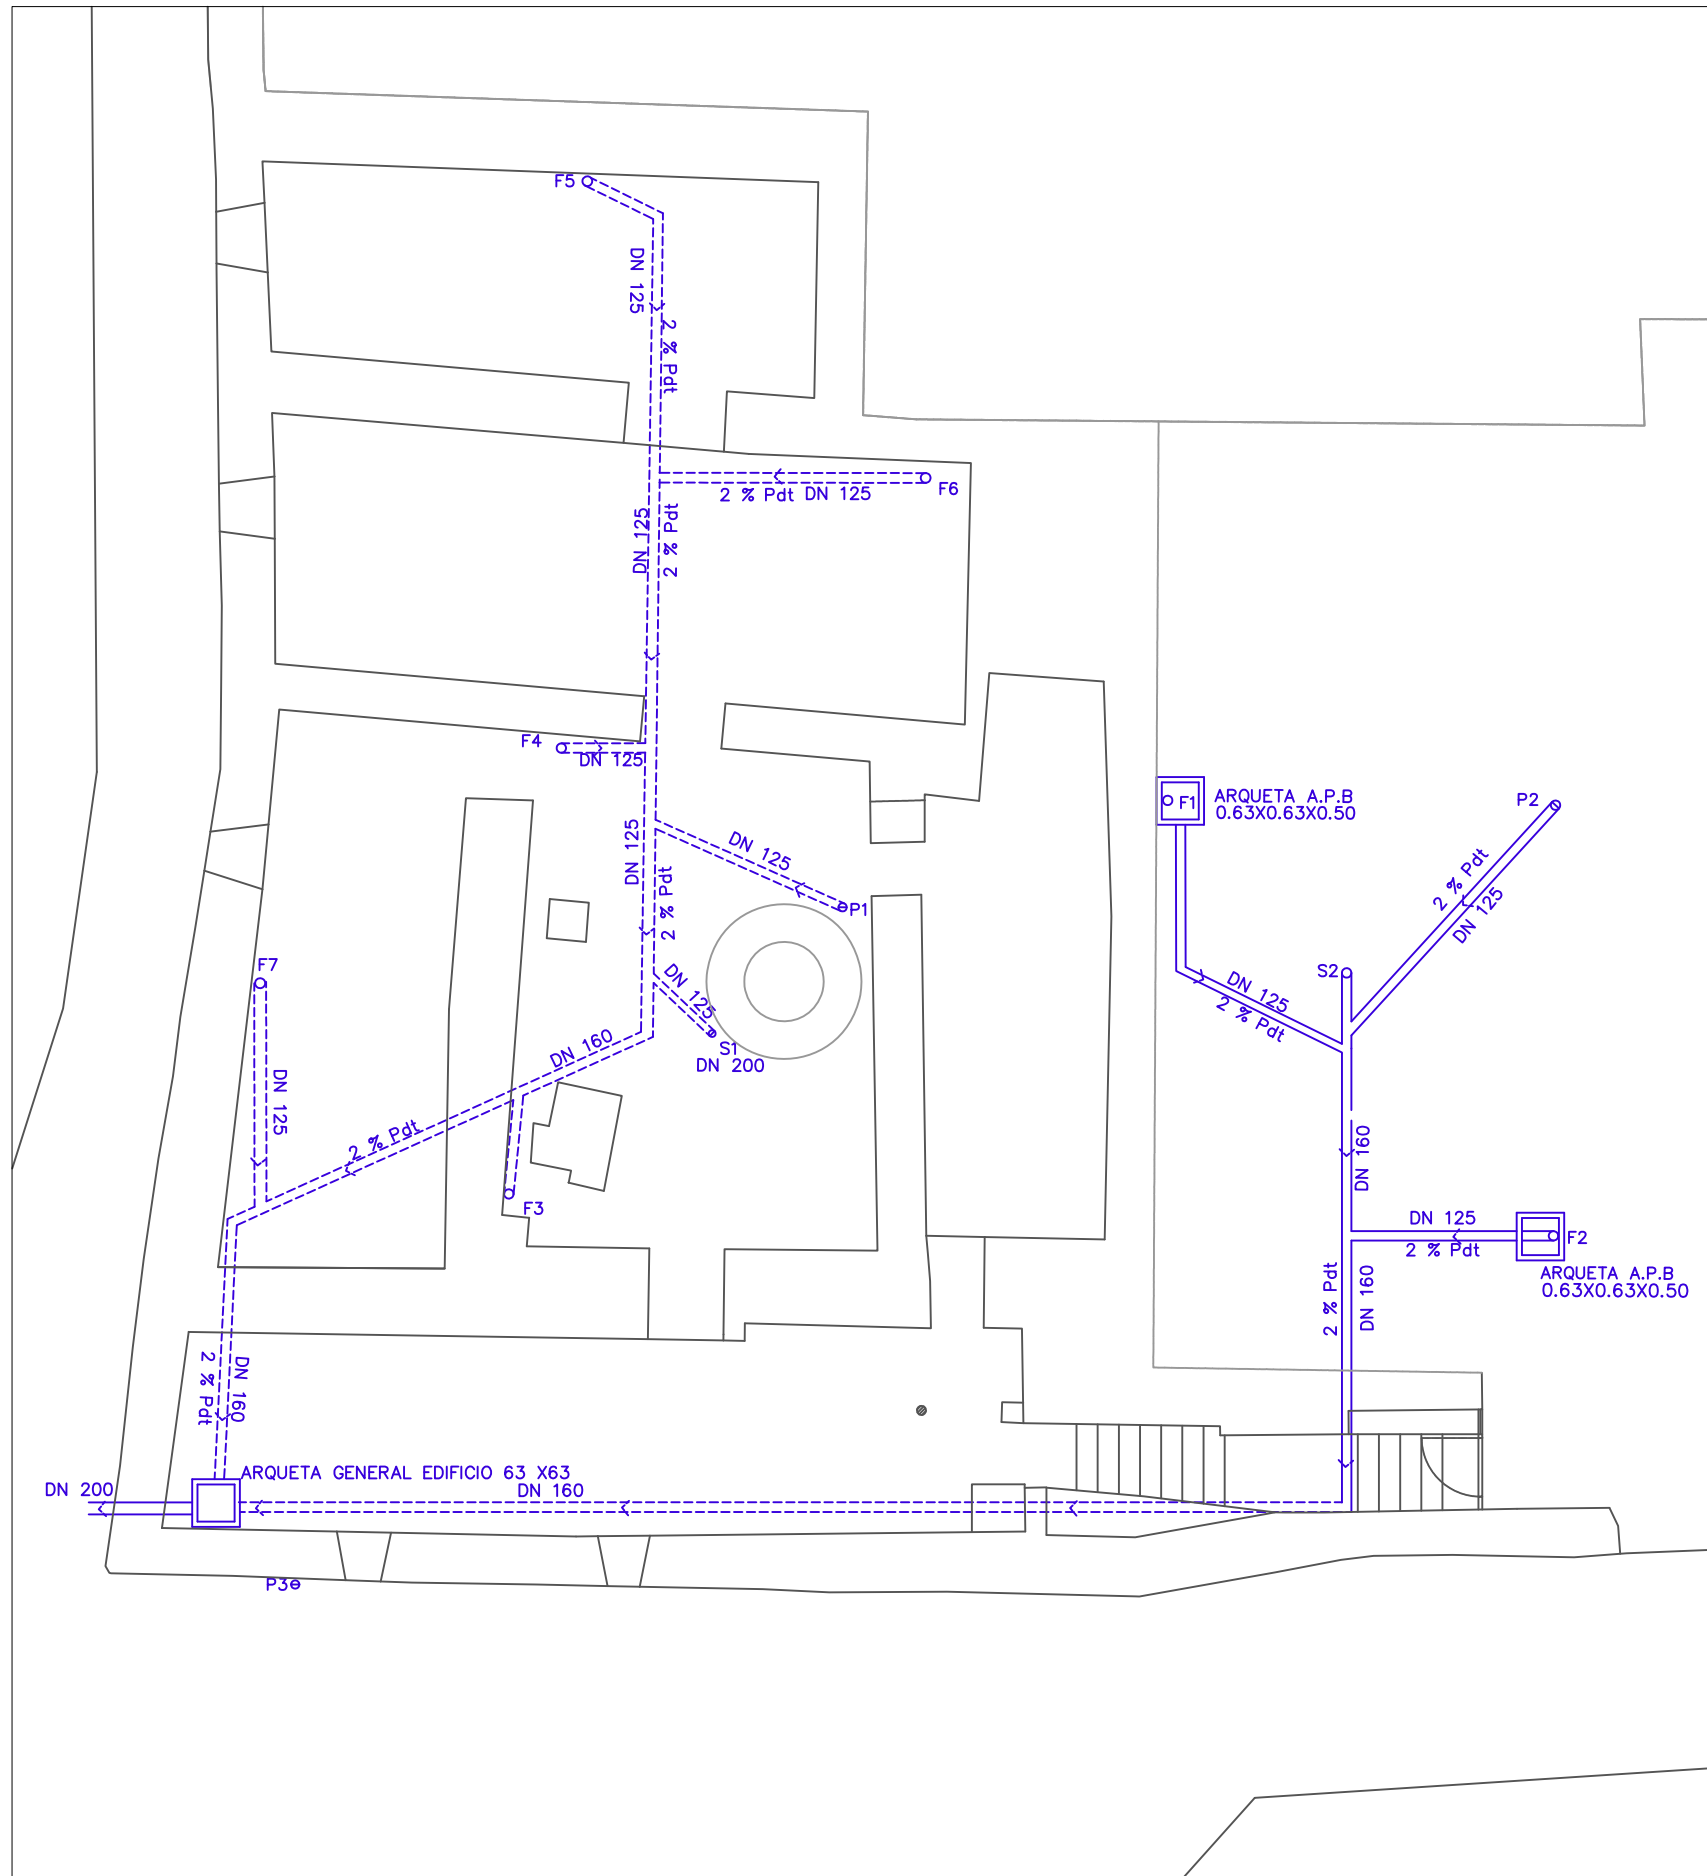 F5
DN 125
2 % Pdt
F6
2 % Pdt DN 125
DN 125
2 % Pdt
F4
DN 125
F1
ARQUETA A.P.B
0.63X0.63X0.50
P2
DN 125
DN 125
2 % Pdt
P1
2 % Pdt
DN 125
F7
S2
DN 125
DN 125
2 % Pdt
S1
DN 200
DN 160
DN 125
2 % Pdt
DN 160
F3
DN 125
2 % Pdt
F2
ARQUETA A.P.B
0.63X0.63X0.50
2 % Pdt
DN 160
2 % Pdt
DN 160
ARQUETA GENERAL EDIFICIO 63 X63
DN 200
DN 160
P3